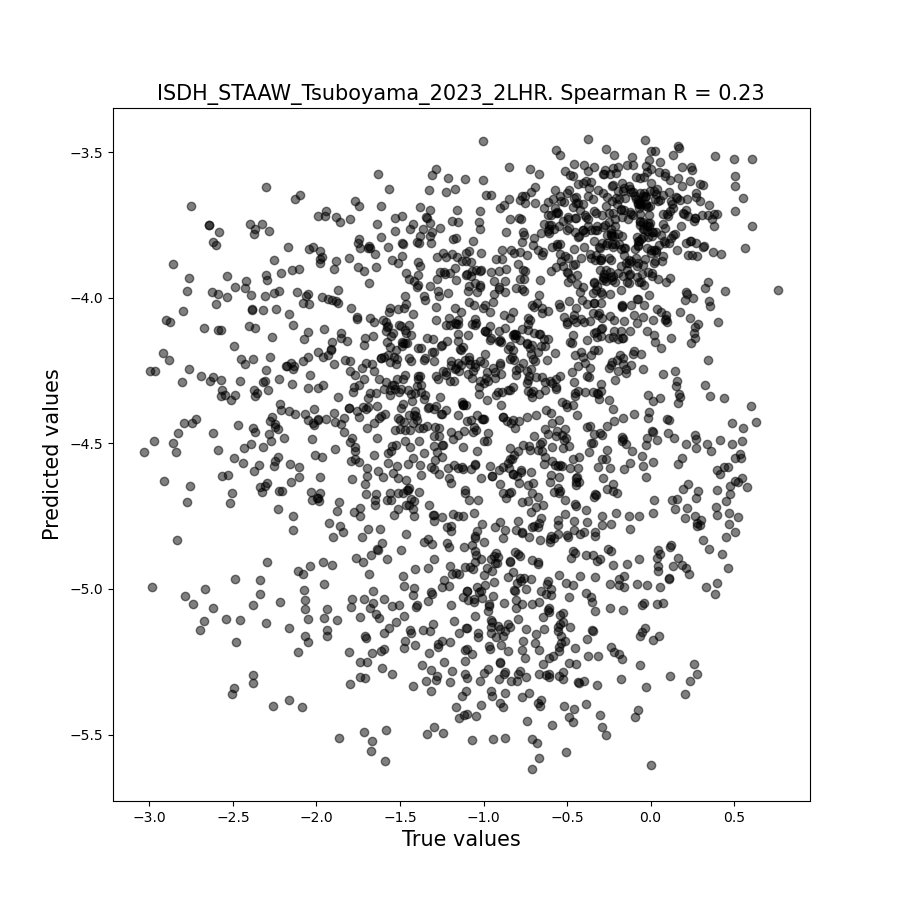 ISDH_STAAW_Tsuboyama_2023_2LHR. Spearman R = 0.23
−3.5
−4.0
−4.5
−5.0
−5.5
Predicted values
−3.0 −2.5 −2.0 −1.5 −1.0 −0.5 0.0 0.5
True values